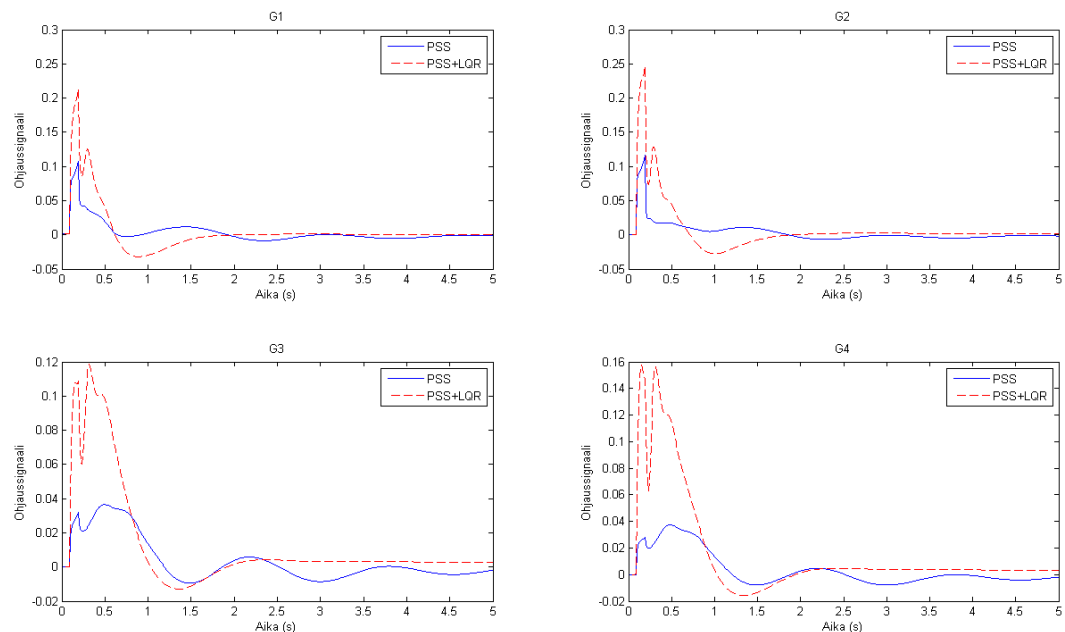 G1
0.3
0.25
0.2
0.15
0.1
0.05
0
-0.05
Ohjaussignaali
0 0.5 1 1.5 2 2.5 3 3.5 4 4.5 5
Aika (s)
PSS
PSS+LQR
G2
0.3
0.25
0.2
0.15
0.1
0.05
0
-0.05
Ohjaussignaali
0 0.5 1 1.5 2 2.5 3 3.5 4 4.5 5
Aika (s)
PSS
PSS+LQR
G3
0.12
0.1
0.08
0.06
0.04
0.02
0
-0.02
Ohjaussignaali
0 0.5 1 1.5 2 2.5 3 3.5 4 4.5 5
Aika (s)
PSS
PSS+LQR
G4
0.16
0.14
0.12
0.1
0.08
0.06
0.04
0.02
0
-0.02
Ohjaussignaali
0 0.5 1 1.5 2 2.5 3 3.5 4 4.5 5
Aika (s)
PSS
PSS+LQR